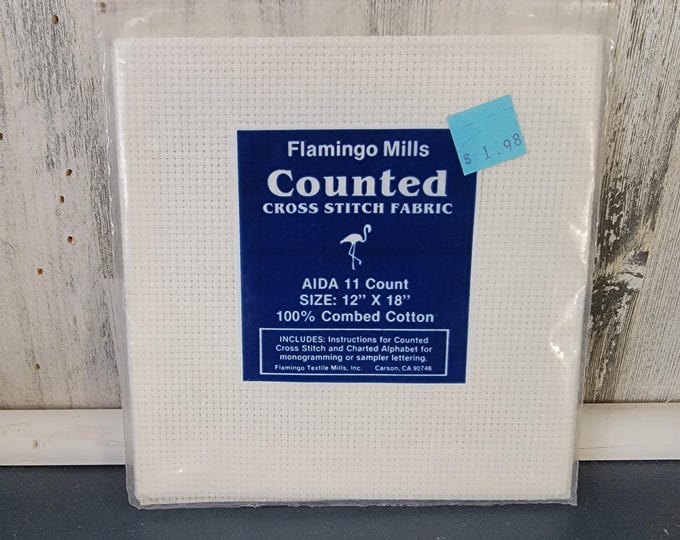 Flamingo Mills
$ 1.98
Counted
CROSS STITCH FABRIC
AIDA 11 Count
SIZE: 12” X 18”
100% Combed Cotton
INCLUDES: Instructions for Counted
Cross Stitch and Charted Alphabet for
monogramming or sampler lettering.
Flamingo Textile Mills, Inc. Carson, CA 90746